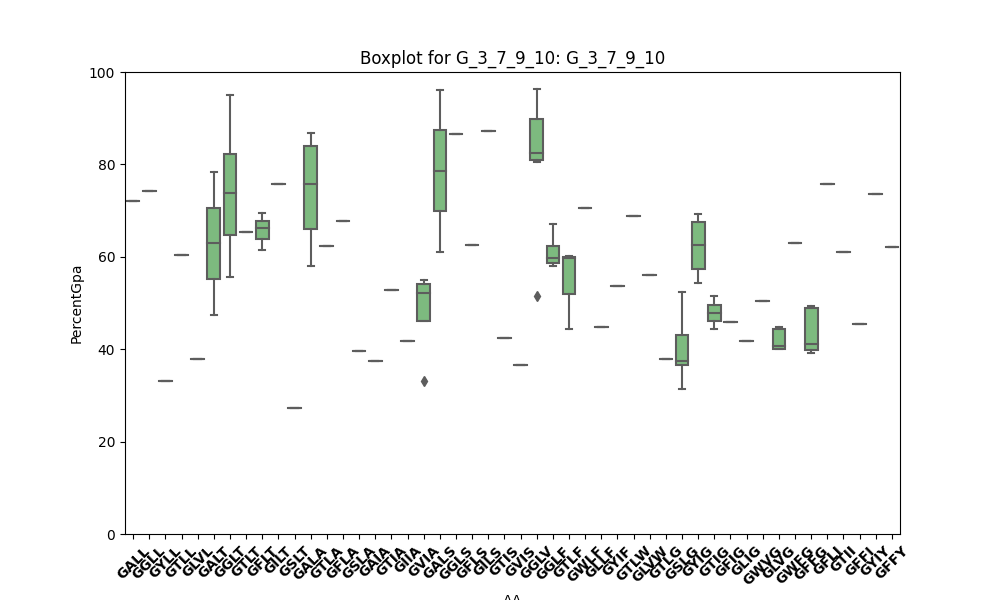 Boxplot for G_3_7_9_10: G_3_7_9_10
PercentGpa
100
80
60
40
20
0
GALL
GGLL
GYLL
GTLL
GLVL
GALT
GGLT
GTLT
GFLT
GILT
GSLT
GALA
GTLA
GFLA
GSLA
GAIA
GTIA
GIIA
GVIA
GALS
GGLS
GFLS
GILS
GTIS
GVIS
GGLV
GGLF
GTLF
GWLF
GLLF
GYIF
GTLW
GLVW
GTLG
GSLG
GYIG
GTIG
GFIG
GLIG
GWVG
GLVG
GWFG
GFFG
GFLI
GTII
GFFI
GYIY
GFFY
AA